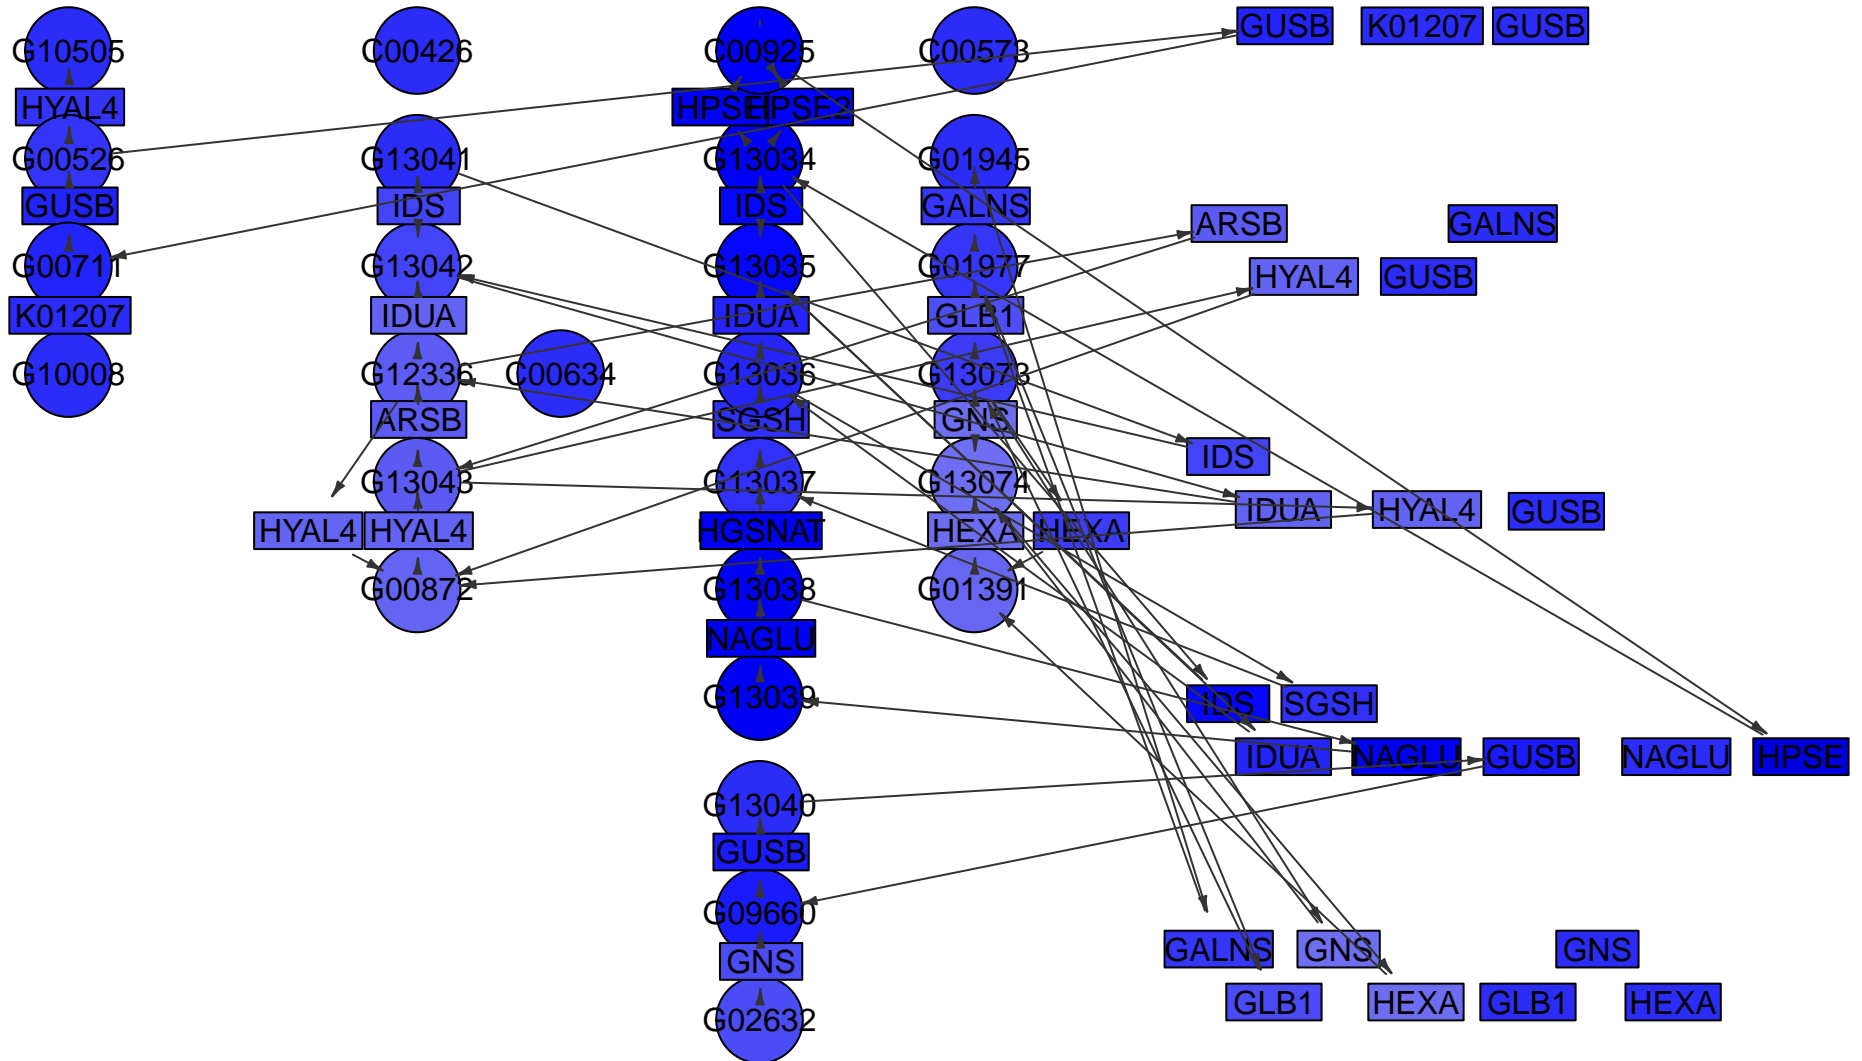 G10505 C00426 C00925 C00573 GUSB K01207 GUSB
HYAL4 HPSE HPSE2
G00526 G13041 G13034 G01945
GUSB IDS IDS GALNS ARSB GALNS
G00711 G13042 G13035 G01977 HYAL4 GUSB
K01207 IDUA IDUA GLB1
G10008 G12336 C00634 G13036 G13073
ARSB SGSH GNS
IDS
G13043 G13037 G13074
IDUA HYAL4 GUSB
HYAL4 HYAL4 HGSNAT HEXA HEXA
G00872 G13038 G01391
NAGLU
G13039 IDS SGSH
IDUA NAGLU GUSB NAGLU HPSE
G13040
GUSB
G09660
GALNS GNS GNS
GNS
GLB1 HEXA GLB1 HEXA
G02632